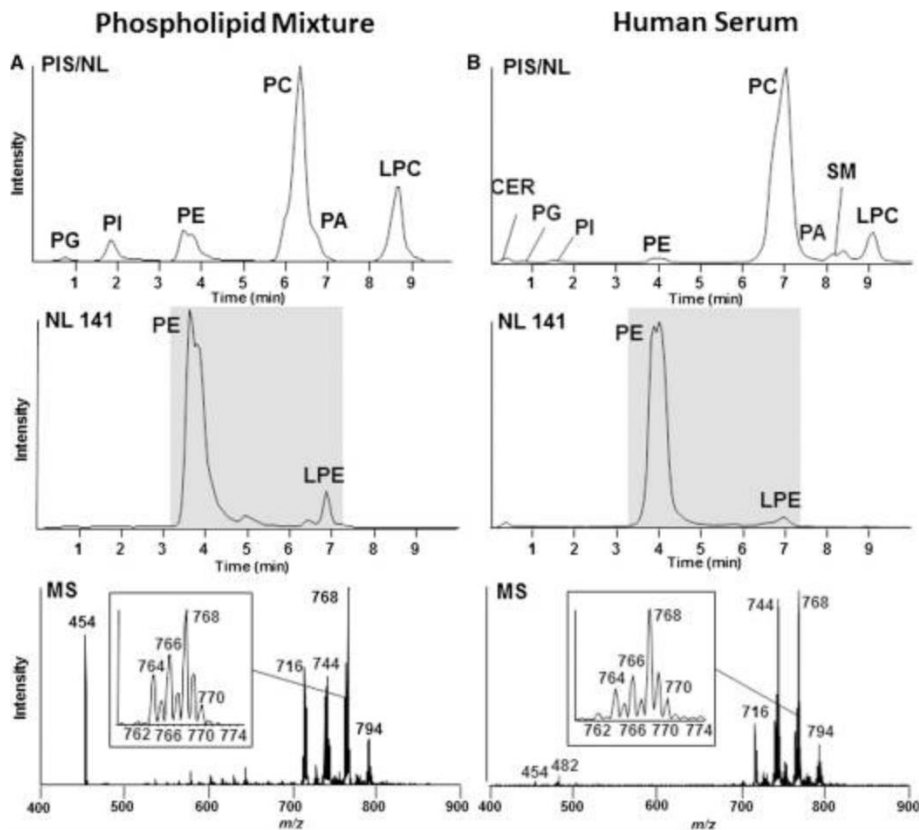 Phospholipid Mixture
Human Serum
A
PIS/NL
Intensity
PG
PI
PE
PC
PA
LPC
1 2 3 4 5 6 7 8 9
Time (min)
B
PIS/NL
CER
PG
PI
PE
PC
PA
SM
LPC
1 2 3 4 5 6 7 8 9
Time (min)
NL 141
Intensity
PE
LPE
1 2 3 4 5 6 7 8 9
Time (min)
NL 141
PE
LPE
1 2 3 4 5 6 7 8 9
Time (min)
MS
Intensity
454
764
766
768
770
762 766 770 774
716
744
768
794
400 500 600 700 800 900
m/z
MS
454
482
764
766
768
770
762 766 770 774
716
744
768
794
400 500 600 700 800 900
m/z